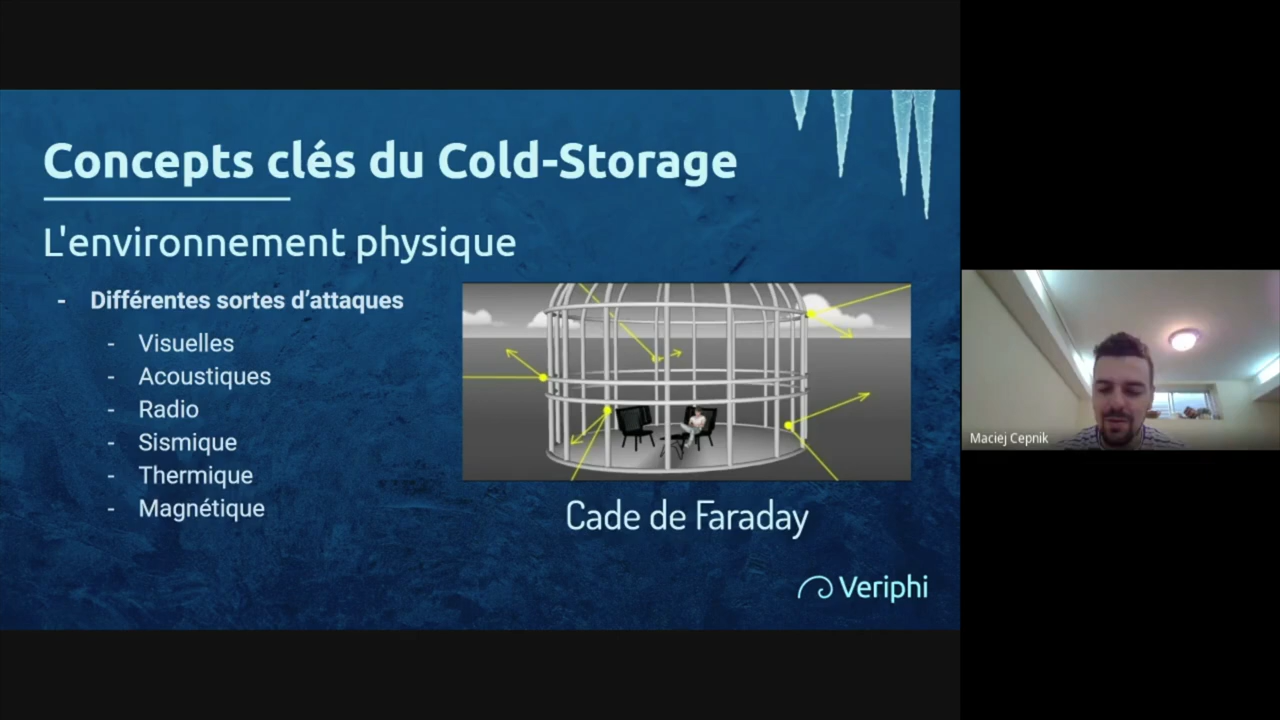 Concepts clés du Cold-Storage
L'environnement physique
- Différentes sortes d’attaques
- Visuelles
- Acoustiques
- Radio
- Sismique
- Thermique
- Magnétique
Cade de Faraday
Veriphi
Maciej Cepnik